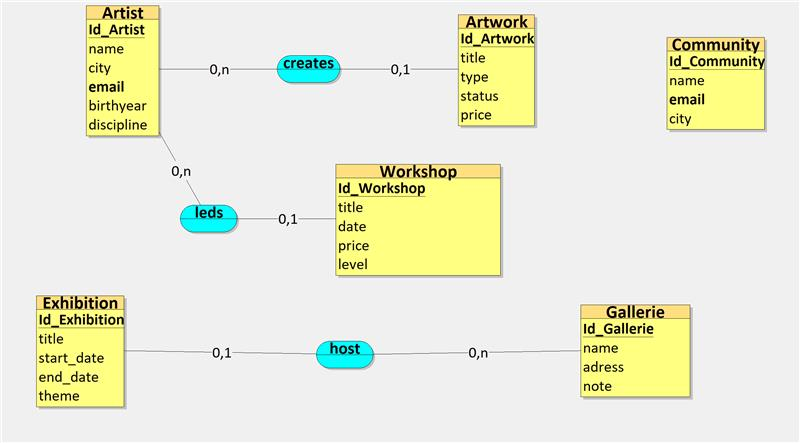 Artist
Id_Artist
name
city
email
birthyear
discipline
0,n
creates
0,1
Artwork
Id_Artwork
title
type
status
price
Community
Id_Community
name
email
city
0,n
leds
0,1
Workshop
Id_Workshop
title
date
price
level
Exhibition
Id_Exhibition
title
start_date
end_date
theme
0,1
host
0,n
Gallerie
Id_Gallerie
name
adress
note